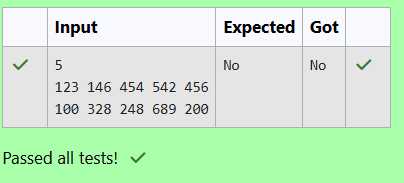 Input Expected Got
5 No No
123 146 454 542 456
100 328 248 689 200
Passed all tests!